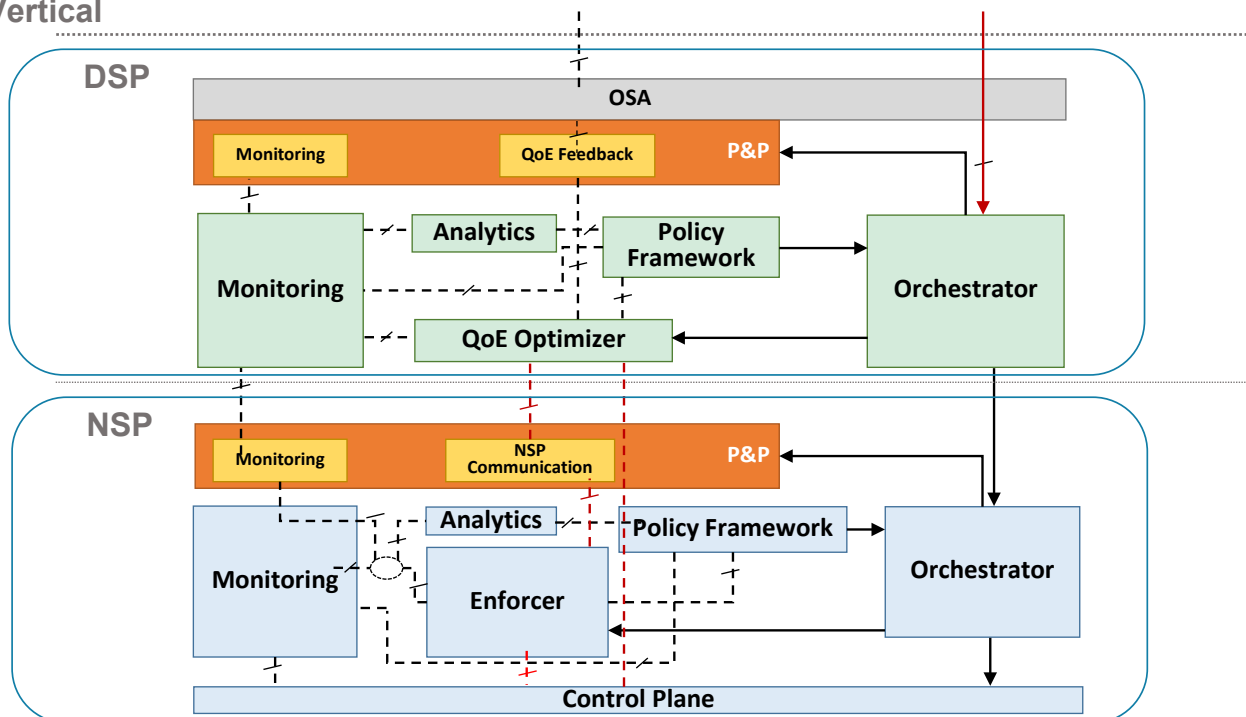 Vertical
DSP
OSA
Monitoring
QoE Feedback
P&P
Analytics
Policy
Framework
Monitoring
Orchestrator
QoE Optimizer
NSP
Monitoring
NSP
Communication
P&P
Analytics
Policy Framework
Monitoring
Enforcer
Orchestrator
Control Plane